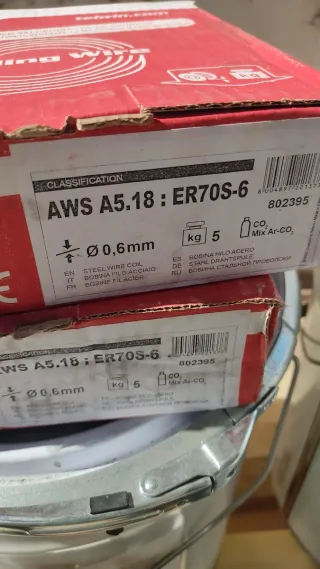 telwin.com
ding Wire
CLASSIFICATION
AWS A5.18 : ER70S-6
802395
Ø 0,6mm
kg 5
CO₂
Mix Ar-CO₂
EN STEEL WIRE COIL
IT BOBINA FILO ACCIAIO
FR BOBINE FIL ACIER
ES BOBINA HILO ACERO
DE STAHL DRAHTSPULE
RU БОБИНА СТАЛЬНОЙ ПРОВОЛОКИ
CLASSIFICATION
AWS A5.18 : ER70S-6
802395
Ø 0,6mm
kg 5
CO₂
Mix Ar-CO₂